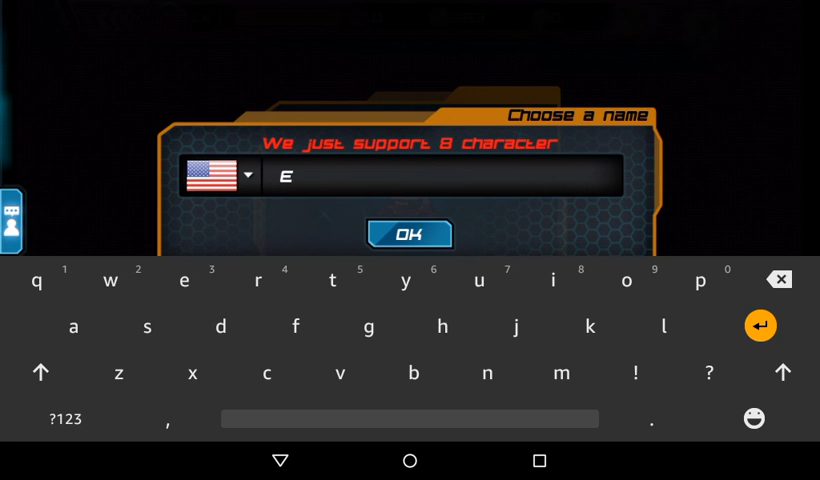 Choose a name
We just support 8 character
E
OK
q 1 w 2 e 3 r 4 t 5 y 6 u 7 i 8 o 9 p 0
a s d f g h j k l
z x c v b n m ! ?
?123 , .